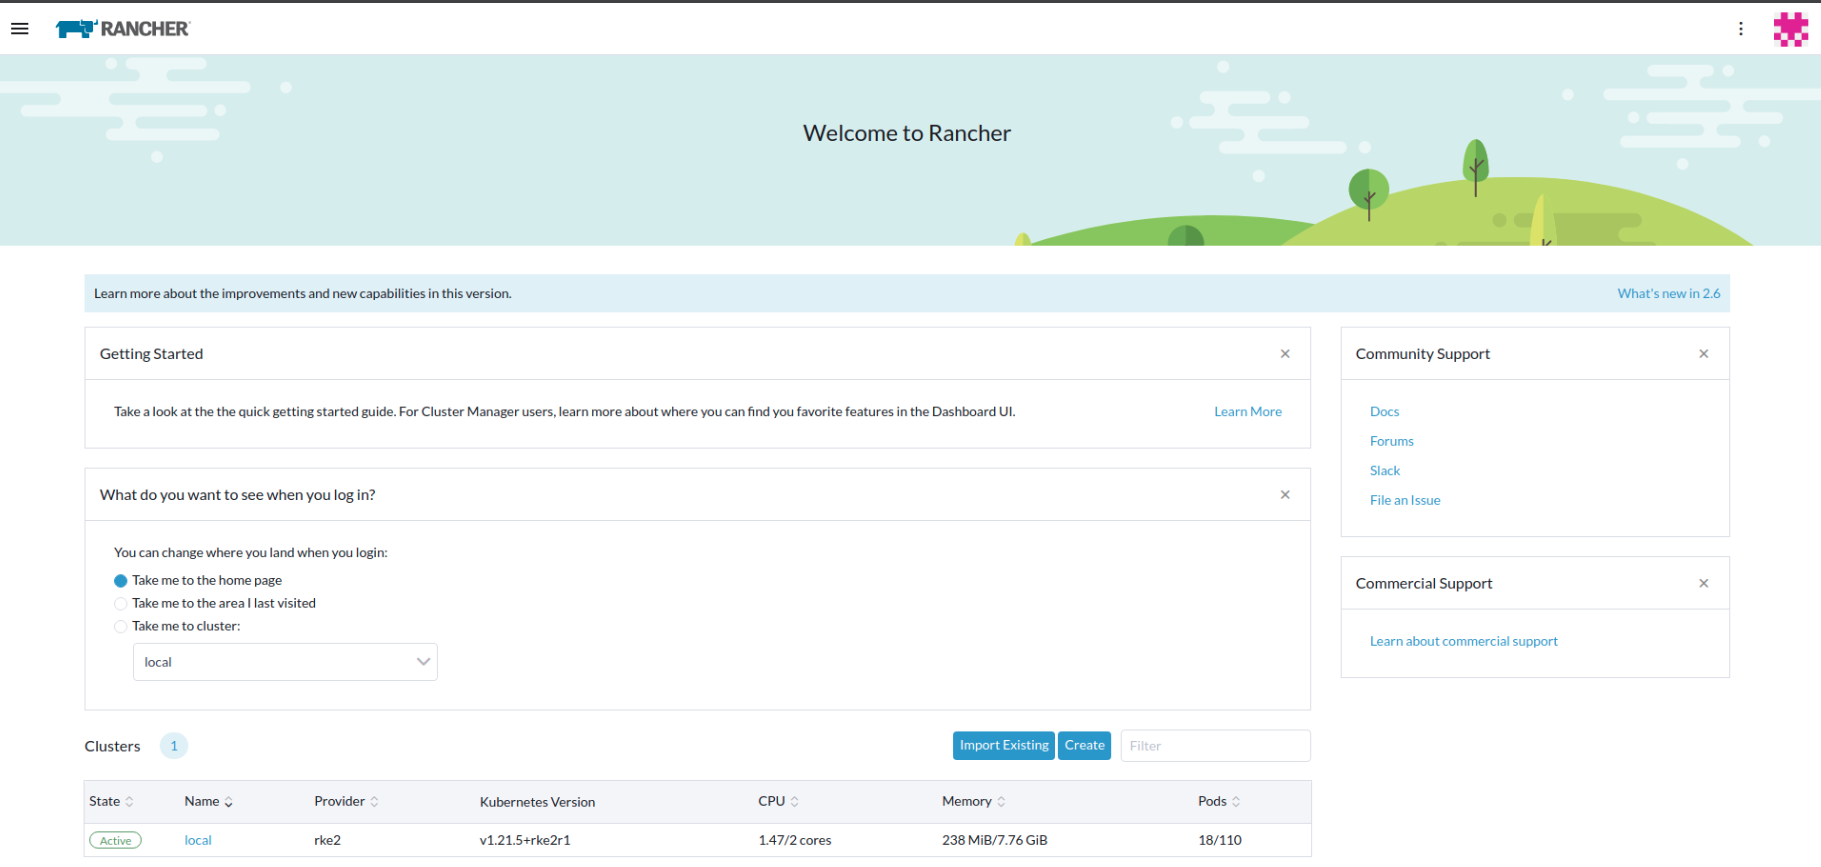 RANCHER
Welcome to Rancher
Learn more about the improvements and new capabilities in this version.
What's new in 2.6
Getting Started
Take a look at the the quick getting started guide. For Cluster Manager users, learn more about where you can find you favorite features in the Dashboard UI.
Learn More
What do you want to see when you log in?
You can change where you land when you login:
Take me to the home page
Take me to the area I last visited
Take me to cluster:
local
Community Support
Docs
Forums
Slack
File an Issue
Commercial Support
Learn about commercial support
Clusters 1
Import Existing Create Filter
State Name Provider Kubernetes Version CPU Memory Pods
Active local rke2 v1.21.5+rke2r1 1.47/2 cores 238 MiB/7.76 GiB 18/110